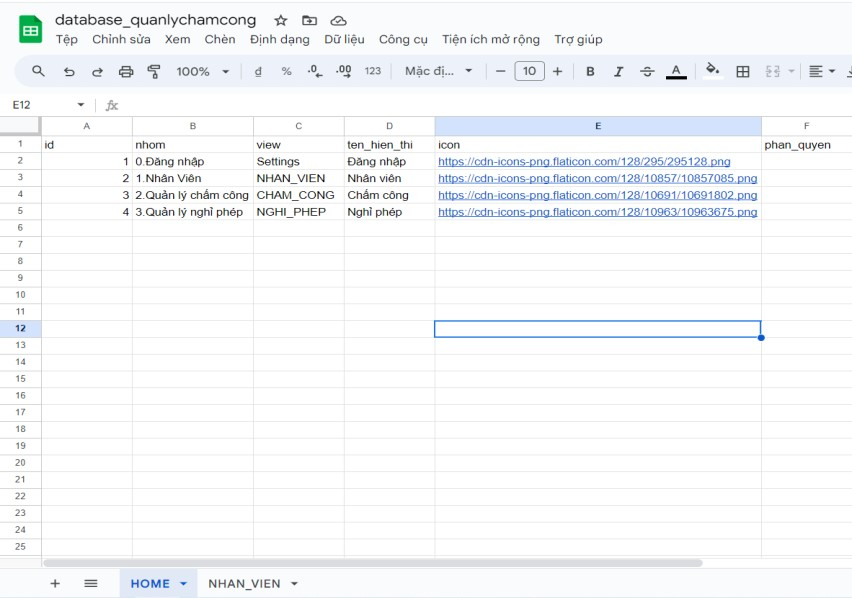 database_quanlychamcong
Tệp Chỉnh sửa Xem Chèn Định dạng Dữ liệu Công cụ Tiện ích mở rộng Trợ giúp
100% đ % .0 .00 123 Mặc đị... 10 B I A
E12 fx
A B C D E F
1 id nhom view ten_hien_thi icon phan_quyen
2 1 0.Đăng nhập Settings Đăng nhập https://cdn-icons-png.flaticon.com/128/295/295128.png
3 2 1.Nhân Viên NHAN_VIEN Nhân viên https://cdn-icons-png.flaticon.com/128/10857/10857085.png
4 3 2.Quản lý chấm công CHAM_CONG Chấm công https://cdn-icons-png.flaticon.com/128/10691/10691802.png
5 4 3.Quản lý nghỉ phép NGHI_PHEP Nghỉ phép https://cdn-icons-png.flaticon.com/128/10963/10963675.png
6
7
8
9
10
11
12
13
14
15
16
17
18
19
20
21
22
23
24
25
HOME NHAN_VIEN